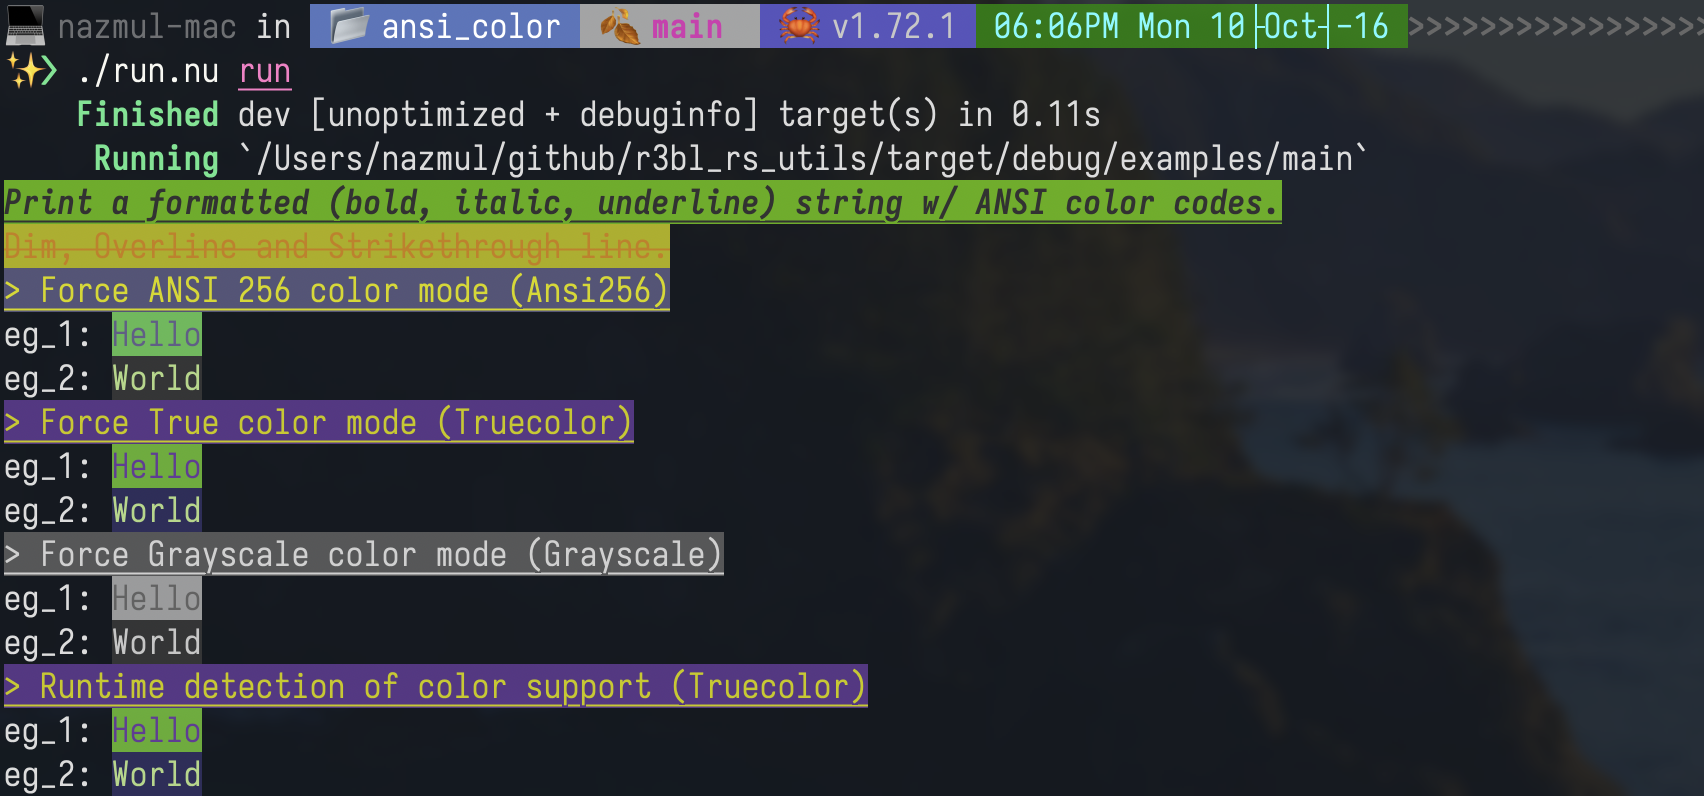 nazmul-mac in ansi_color main v1.72.1 06:06PM Mon 10 Oct -16 >>>>>>>>>>>>>>>>>
❯ ./run.nu run
Finished dev [unoptimized + debuginfo] target(s) in 0.11s
Running `/Users/nazmul/github/r3bl_rs_utils/target/debug/examples/main`
Print a formatted (bold, italic, underline) string w/ ANSI color codes.
Dim, Overline and Strikethrough line.
> Force ANSI 256 color mode (Ansi256)
eg_1: Hello
eg_2: World
> Force True color mode (Truecolor)
eg_1: Hello
eg_2: World
> Force Grayscale color mode (Grayscale)
eg_1: Hello
eg_2: World
> Runtime detection of color support (Truecolor)
eg_1: Hello
eg_2: World